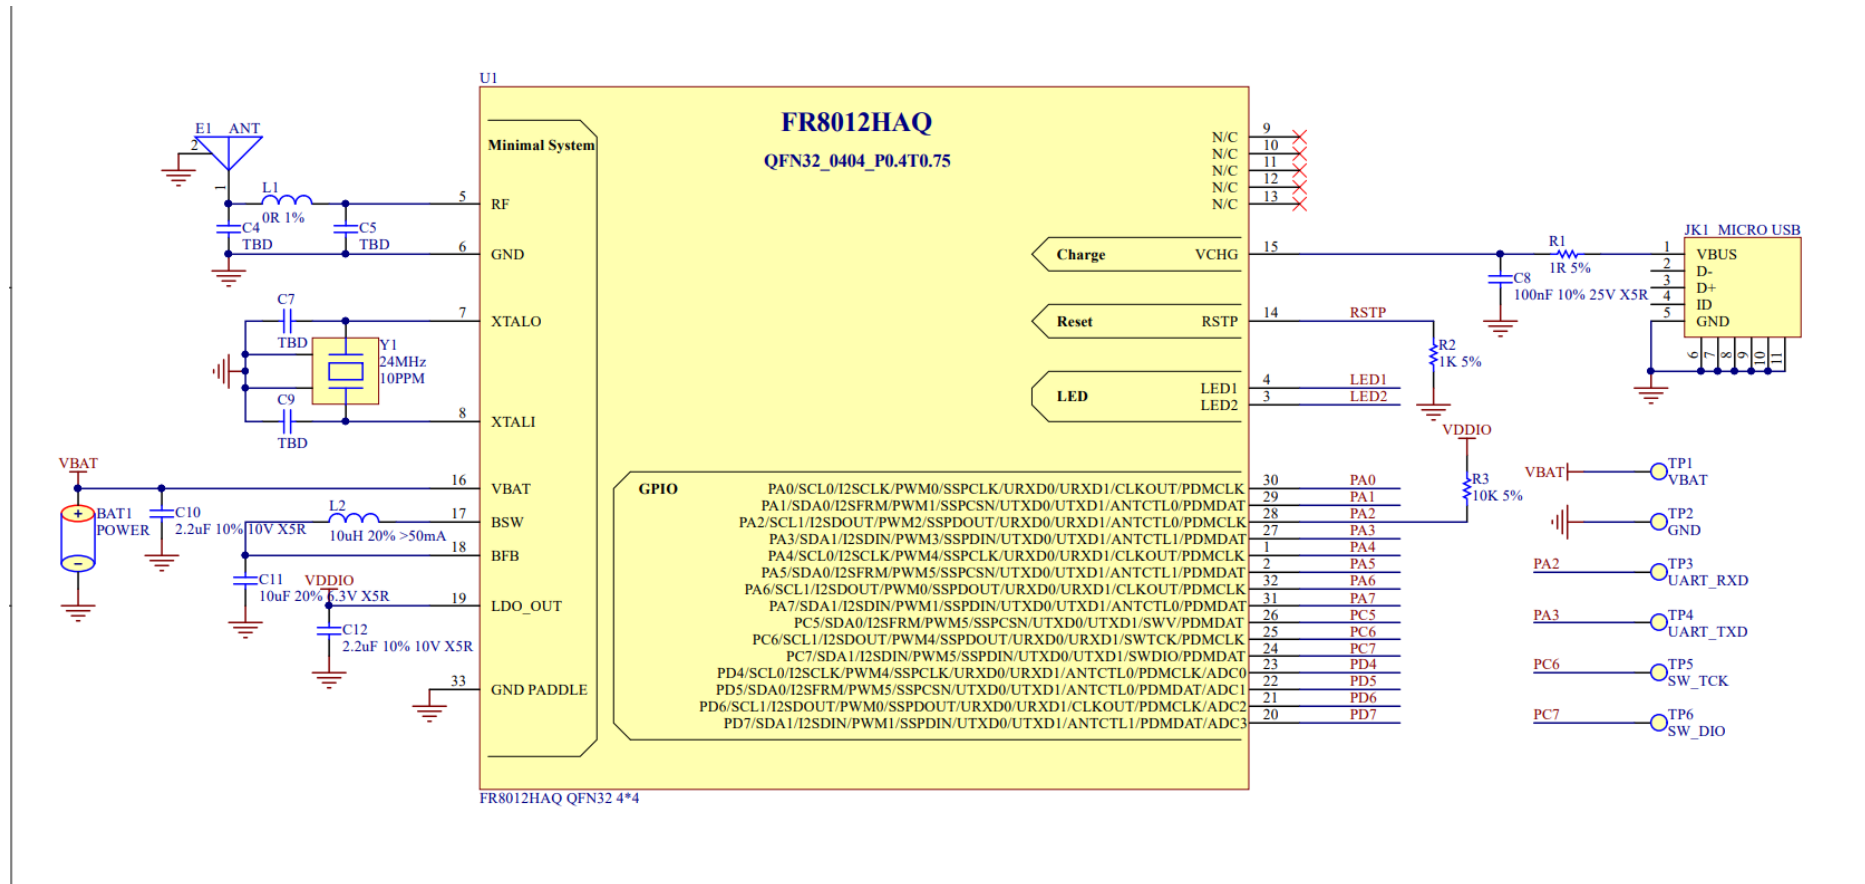 U1
FR8012HAQ
QFN32_0404_P0.4T0.75
Minimal System
E1 ANT
2
1
L1
0R 1%
C4
TBD
C5
TBD
5 RF
6 GND
C7
TBD
Y1
24MHz
10PPM
C9
TBD
7 XTALO
8 XTALI
VBAT
BAT1
POWER
C10
2.2uF 10% 10V X5R
16 VBAT
L2
10uH 20% >50mA
17 BSW
18 BFB
C11
10uF 20% 6.3V X5R
VDDIO
19 LDO_OUT
C12
2.2uF 10% 10V X5R
33 GND PADDLE
N/C 9
N/C 10
N/C 11
N/C 12
N/C 13
Charge VCHG 15
Reset RSTP 14 RSTP
LED
LED1 4 LED1
LED2 3 LED2
R2
1K 5%
C8
100nF 10% 25V X5R
R1
1R 5%
JK1 MICRO USB
1 VBUS
2 D-
3 D+
4 ID
5 GND
6 7 8 9 10 11
VDDIO
R3
10K 5%
GPIO
PA0/SCL0/I2SCLK/PWM0/SSPCLK/URXD0/URXD1/CLKOUT/PDMCLK 30 PA0
PA1/SDA0/I2SFRM/PWM1/SSPCSN/UTXD0/UTXD1/ANTCTL0/PDMDAT 29 PA1
PA2/SCL1/I2SDOUT/PWM2/SSPDOUT/URXD0/URXD1/ANTCTL0/PDMCLK 28 PA2
PA3/SDA1/I2SDIN/PWM3/SSPDIN/UTXD0/UTXD1/ANTCTL1/PDMDAT 27 PA3
PA4/SCL0/I2SCLK/PWM4/SSPCLK/URXD0/URXD1/CLKOUT/PDMCLK 1 PA4
PA5/SDA0/I2SFRM/PWM5/SSPCSN/UTXD0/UTXD1/ANTCTL1/PDMDAT 2 PA5
PA6/SCL1/I2SDOUT/PWM0/SSPDOUT/URXD0/URXD1/CLKOUT/PDMCLK 32 PA6
PA7/SDA1/I2SDIN/PWM1/SSPDIN/UTXD0/UTXD1/ANTCTL0/PDMDAT 31 PA7
PC5/SDA0/I2SFRM/PWM5/SSPCSN/UTXD0/UTXD1/SWV/PDMDAT 26 PC5
PC6/SCL1/I2SDOUT/PWM4/SSPDOUT/URXD0/URXD1/SWTCK/PDMCLK 25 PC6
PC7/SDA1/I2SDIN/PWM5/SSPDIN/UTXD0/UTXD1/SWDIO/PDMDAT 24 PC7
PD4/SCL0/I2SCLK/PWM4/SSPCLK/URXD0/URXD1/ANTCTL0/PDMCLK/ADC0 23 PD4
PD5/SDA0/I2SFRM/PWM5/SSPCSN/UTXD0/UTXD1/ANTCTL0/PDMDAT/ADC1 22 PD5
PD6/SCL1/I2SDOUT/PWM0/SSPDOUT/URXD0/URXD1/CLKOUT/PDMCLK/ADC2 21 PD6
PD7/SDA1/I2SDIN/PWM1/SSPDIN/UTXD0/UTXD1/ANTCTL1/PDMDAT/ADC3 20 PD7
VBAT TP1
VBAT
TP2
GND
PA2 TP3
UART_RXD
PA3 TP4
UART_TXD
PC6 TP5
SW_TCK
PC7 TP6
SW_DIO
FR8012HAQ QFN32 4*4